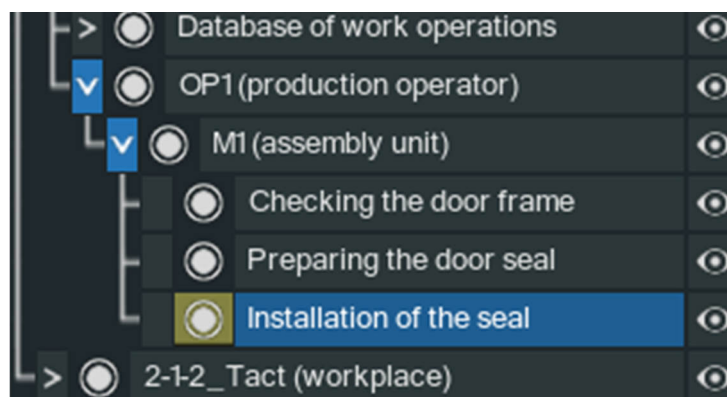 Database of work operations
OP1 (production operator)
M1 (assembly unit)
Checking the door frame
Preparing the door seal
Installation of the seal
2-1-2_Tact (workplace)